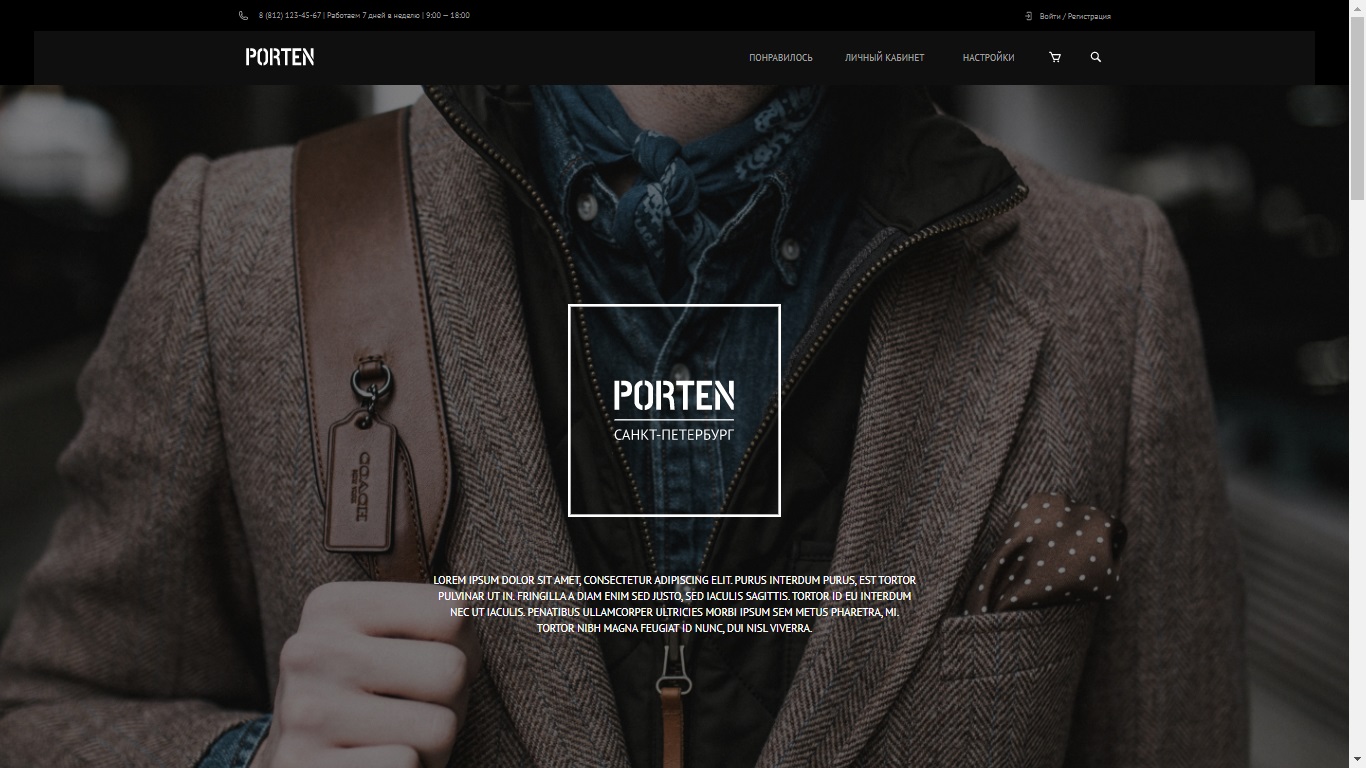 8 (812) 123-45-67 | Работаем 7 дней в неделю | 9:00 — 18:00
Войти / Регистрация
PORTEN
ПОНРАВИЛОСЬ
ЛИЧНЫЙ КАБИНЕТ
НАСТРОЙКИ
PORTEN
САНКТ-ПЕТЕРБУРГ
COACH
LOREM IPSUM DOLOR SIT AMET, CONSECTETUR ADIPISCING ELIT. PURUS INTERDUM PURUS, EST TORTOR
PULVINAR UT IN. FRINGILLA A DIAM ENIM SED JUSTO, SED IACULIS SAGITTIS. TORTOR ID EU INTERDUM
NEC UT IACULIS. PENATIBUS ULLAMCORPER ULTRICIES MORBI IPSUM SEM METUS PHARETRA, MI.
TORTOR NIBH MAGNA FEUGIAT ID NUNC, DUI NISL VIVERRA.